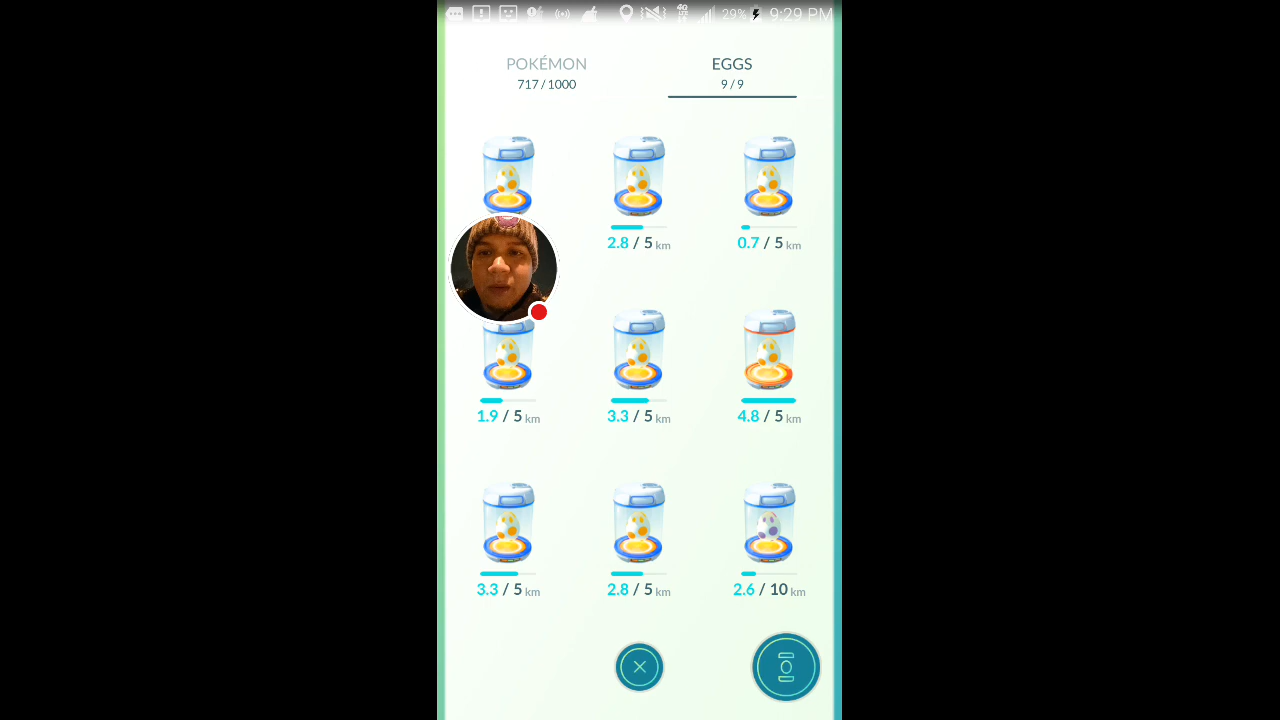 4G LTE 29% 9:29 PM
POKÉMON EGGS
717 / 1000 9 / 9
2.8 / 5 km 0.7 / 5 km
1.9 / 5 km 3.3 / 5 km 4.8 / 5 km
3.3 / 5 km 2.8 / 5 km 2.6 / 10 km